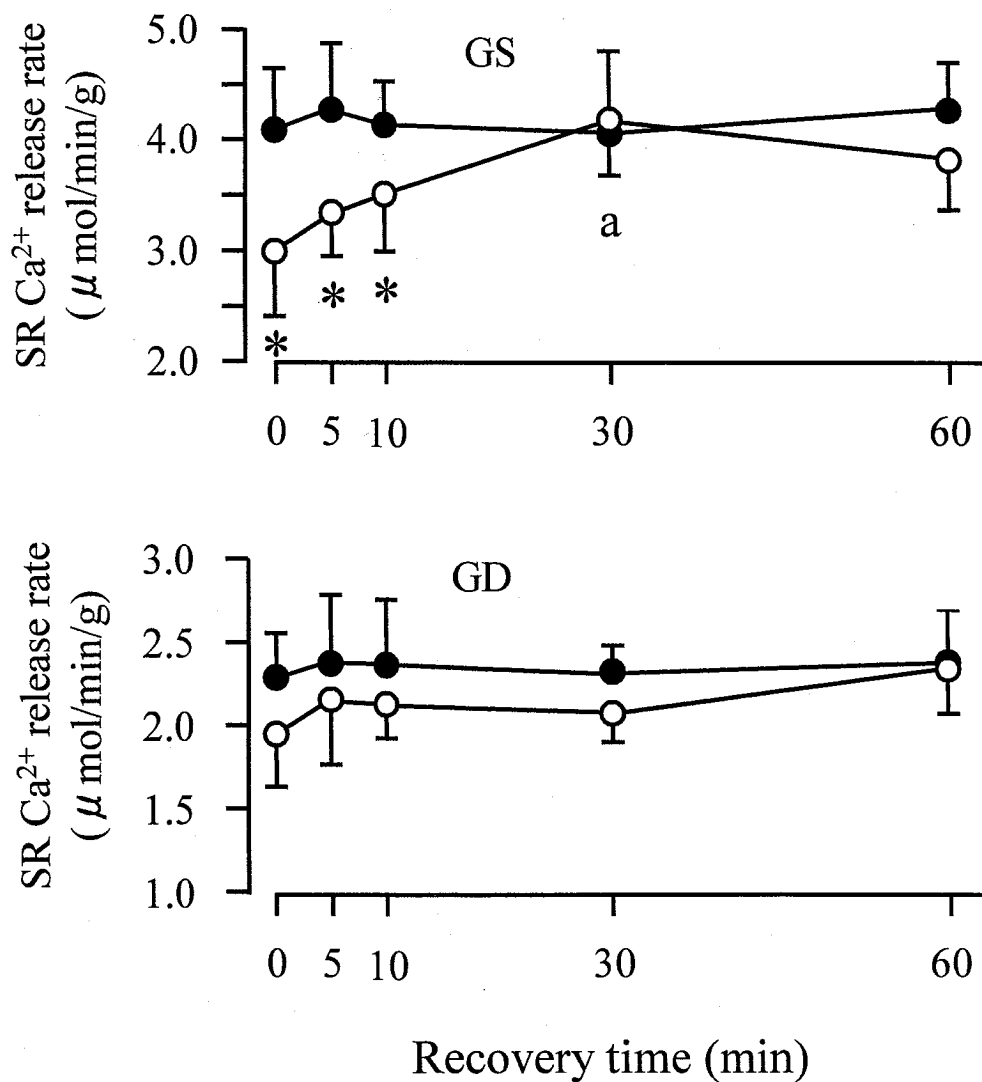 SR Ca²⁺ release rate
(μ mol/min/g)
GS
5.0
4.0
3.0
2.0
a
* * *
0 5 10 30 60
SR Ca²⁺ release rate
(μ mol/min/g)
GD
3.0
2.5
2.0
1.5
1.0
0 5 10 30 60
Recovery time (min)